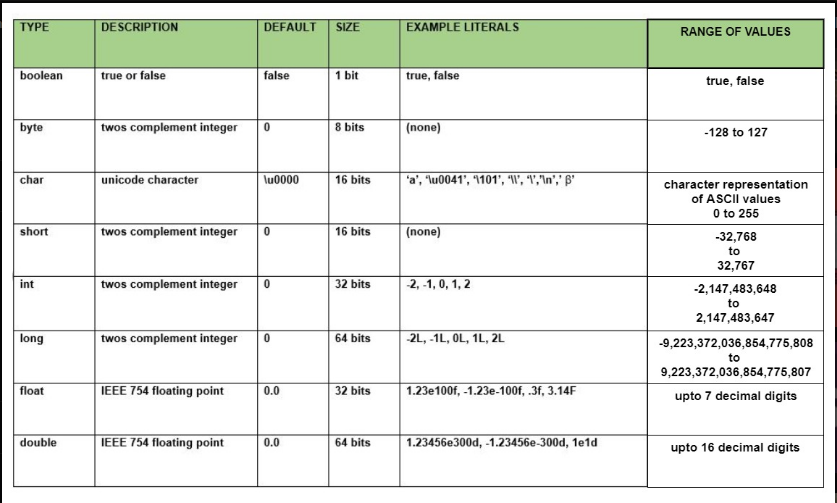 TYPE DESCRIPTION DEFAULT SIZE EXAMPLE LITERALS RANGE OF VALUES
boolean true or false false 1 bit true, false true, false
byte twos complement integer 0 8 bits (none) -128 to 127
char unicode character \u0000 16 bits 'a', '\u0041', '\101', '\\', '\','\n',' β' character representation
of ASCII values
0 to 255
short twos complement integer 0 16 bits (none) -32,768
to
32,767
int twos complement integer 0 32 bits -2, -1, 0, 1, 2 -2,147,483,648
to
2,147,483,647
long twos complement integer 0 64 bits -2L, -1L, 0L, 1L, 2L -9,223,372,036,854,775,808
to
9,223,372,036,854,775,807
float IEEE 754 floating point 0.0 32 bits 1.23e100f, -1.23e-100f, .3f, 3.14F upto 7 decimal digits
double IEEE 754 floating point 0.0 64 bits 1.23456e300d, -1.23456e-300d, 1e1d upto 16 decimal digits